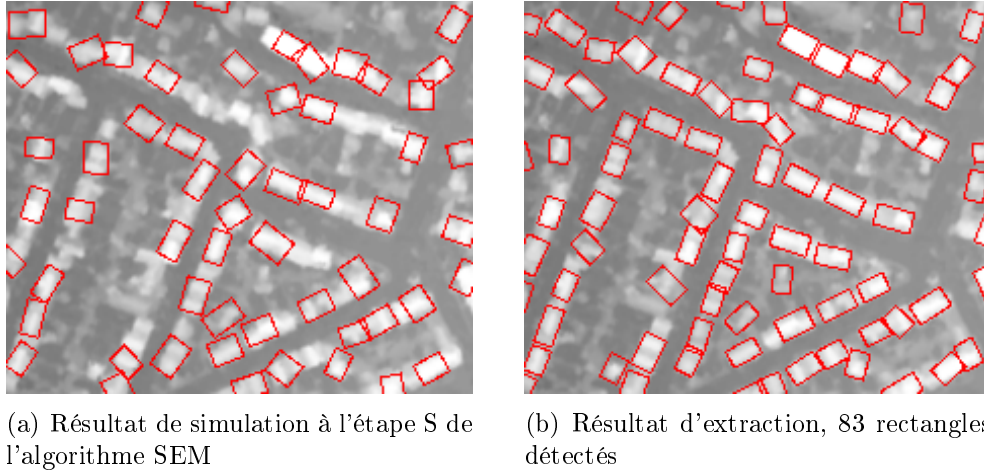 (a) Résultat de simulation à l'étape S de
l'algorithme SEM
(b) Résultat d'extraction, 83 rectangles
détectés